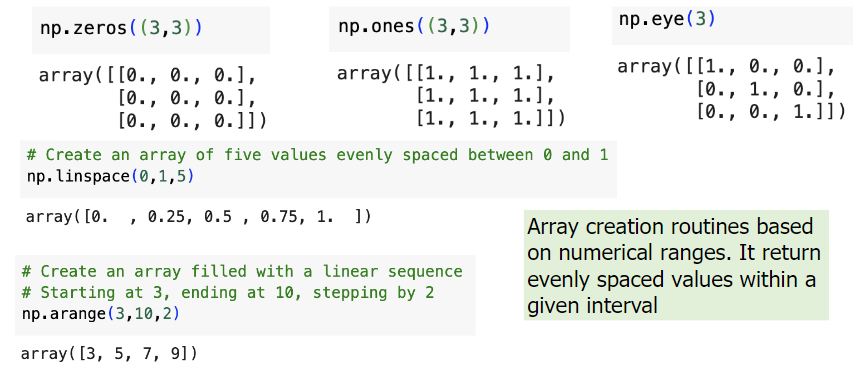 np.zeros((3,3))
array([[0., 0., 0.],
[0., 0., 0.],
[0., 0., 0.]])
np.ones((3,3))
array([[1., 1., 1.],
[1., 1., 1.],
[1., 1., 1.]])
np.eye(3)
array([[1., 0., 0.],
[0., 1., 0.],
[0., 0., 1.]])
# Create an array of five values evenly spaced between 0 and 1
np.linspace(0,1,5)
array([0.  , 0.25, 0.5 , 0.75, 1.  ])
# Create an array filled with a linear sequence
# Starting at 3, ending at 10, stepping by 2
np.arange(3,10,2)
array([3, 5, 7, 9])
Array creation routines based
on numerical ranges. It return
evenly spaced values within a
given interval